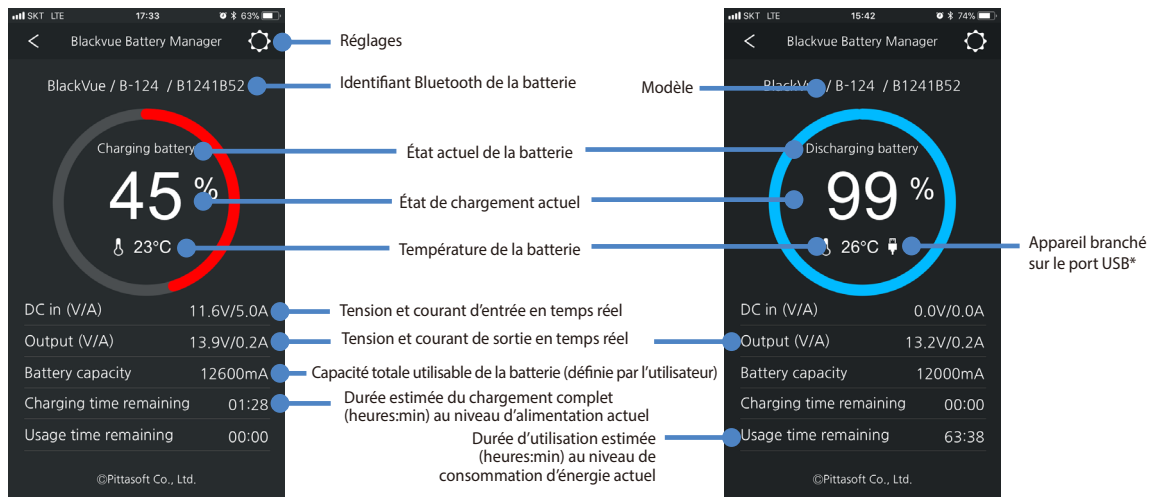 SKT LTE 17:33 63%
Blackvue Battery Manager
BlackVue / B-124 / B1241B52
Charging battery
45 %
23°C
DC in (V/A) 11.6V/5.0A
Output (V/A) 13.9V/0.2A
Battery capacity 12600mA
Charging time remaining 01:28
Usage time remaining 00:00
©Pittasoft Co., Ltd.
Réglages
Identifiant Bluetooth de la batterie
Modèle
État actuel de la batterie
État de chargement actuel
Température de la batterie
Appareil branché
sur le port USB*
Tension et courant d'entrée en temps réel
Tension et courant de sortie en temps réel
Capacité totale utilisable de la batterie (définie par l'utilisateur)
Durée estimée du chargement complet
(heures:min) au niveau d'alimentation actuel
Durée d'utilisation estimée
(heures:min) au niveau de
consommation d'énergie actuel
SKT LTE 15:42 74%
Blackvue Battery Manager
BlackVue / B-124 / B1241B52
Discharging battery
99 %
26°C
DC in (V/A) 0.0V/0.0A
Output (V/A) 13.2V/0.2A
Battery capacity 12000mA
Charging time remaining 00:00
Usage time remaining 63:38
©Pittasoft Co., Ltd.